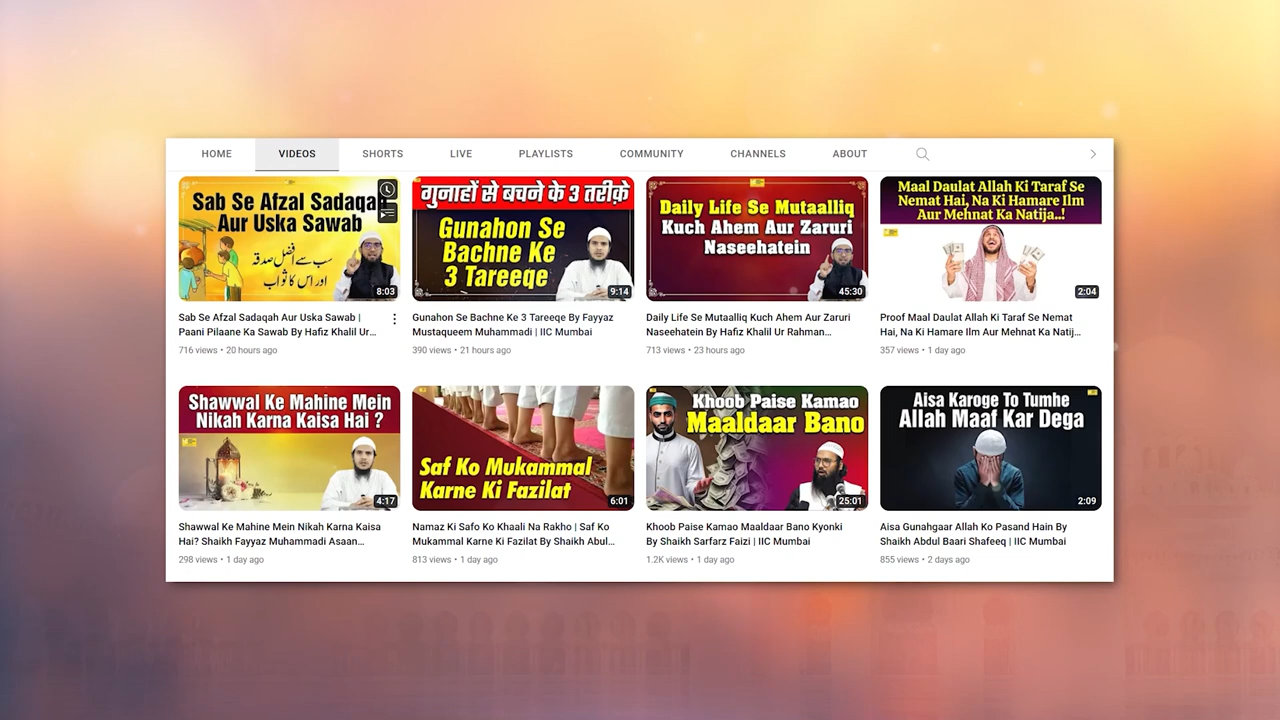 HOME VIDEOS SHORTS LIVE PLAYLISTS COMMUNITY CHANNELS ABOUT
Sab Se Afzal Sadaqah
Aur Uska Sawab
سب سے افضل صدقہ
اور اس کا ثواب
8:03
गुनाहों से बचने के 3 तरीक़े
Gunahon Se
Bachne Ke
3 Tareeqe
9:14
Daily Life Se Mutaalliq
Kuch Ahem Aur Zaruri
Naseehatein
45:30
Maal Daulat Allah Ki Taraf Se
Nemat Hai, Na Ki Hamare Ilm
Aur Mehnat Ka Natija..!
2:04
Sab Se Afzal Sadaqah Aur Uska Sawab |
Paani Pilaane Ka Sawab By Hafiz Khalil Ur...
716 views • 20 hours ago
Gunahon Se Bachne Ke 3 Tareeqe By Fayyaz
Mustaqueem Muhammadi | IIC Mumbai
390 views • 21 hours ago
Daily Life Se Mutaalliq Kuch Ahem Aur Zaruri
Naseehatein By Hafiz Khalil Ur Rahman...
713 views • 23 hours ago
Proof Maal Daulat Allah Ki Taraf Se Nemat
Hai, Na Ki Hamare Ilm Aur Mehnat Ka Natij...
357 views • 1 day ago
Shawwal Ke Mahine Mein
Nikah Karna Kaisa Hai ?
4:17
Saf Ko Mukammal
Karne Ki Fazilat
6:01
Khoob Paise Kamao
Maaldaar Bano
25:01
Aisa Karoge To Tumhe
Allah Maaf Kar Dega
2:09
Shawwal Ke Mahine Mein Nikah Karna Kaisa
Hai? Shaikh Fayyaz Muhammadi Asaan...
298 views • 1 day ago
Namaz Ki Safo Ko Khaali Na Rakho | Saf Ko
Mukammal Karne Ki Fazilat By Shaikh Abul...
813 views • 1 day ago
Khoob Paise Kamao Maaldaar Bano Kyonki
By Shaikh Sarfarz Faizi | IIC Mumbai
1.2K views • 1 day ago
Aisa Gunahgaar Allah Ko Pasand Hain By
Shaikh Abdul Baari Shafeeq | IIC Mumbai
855 views • 2 days ago